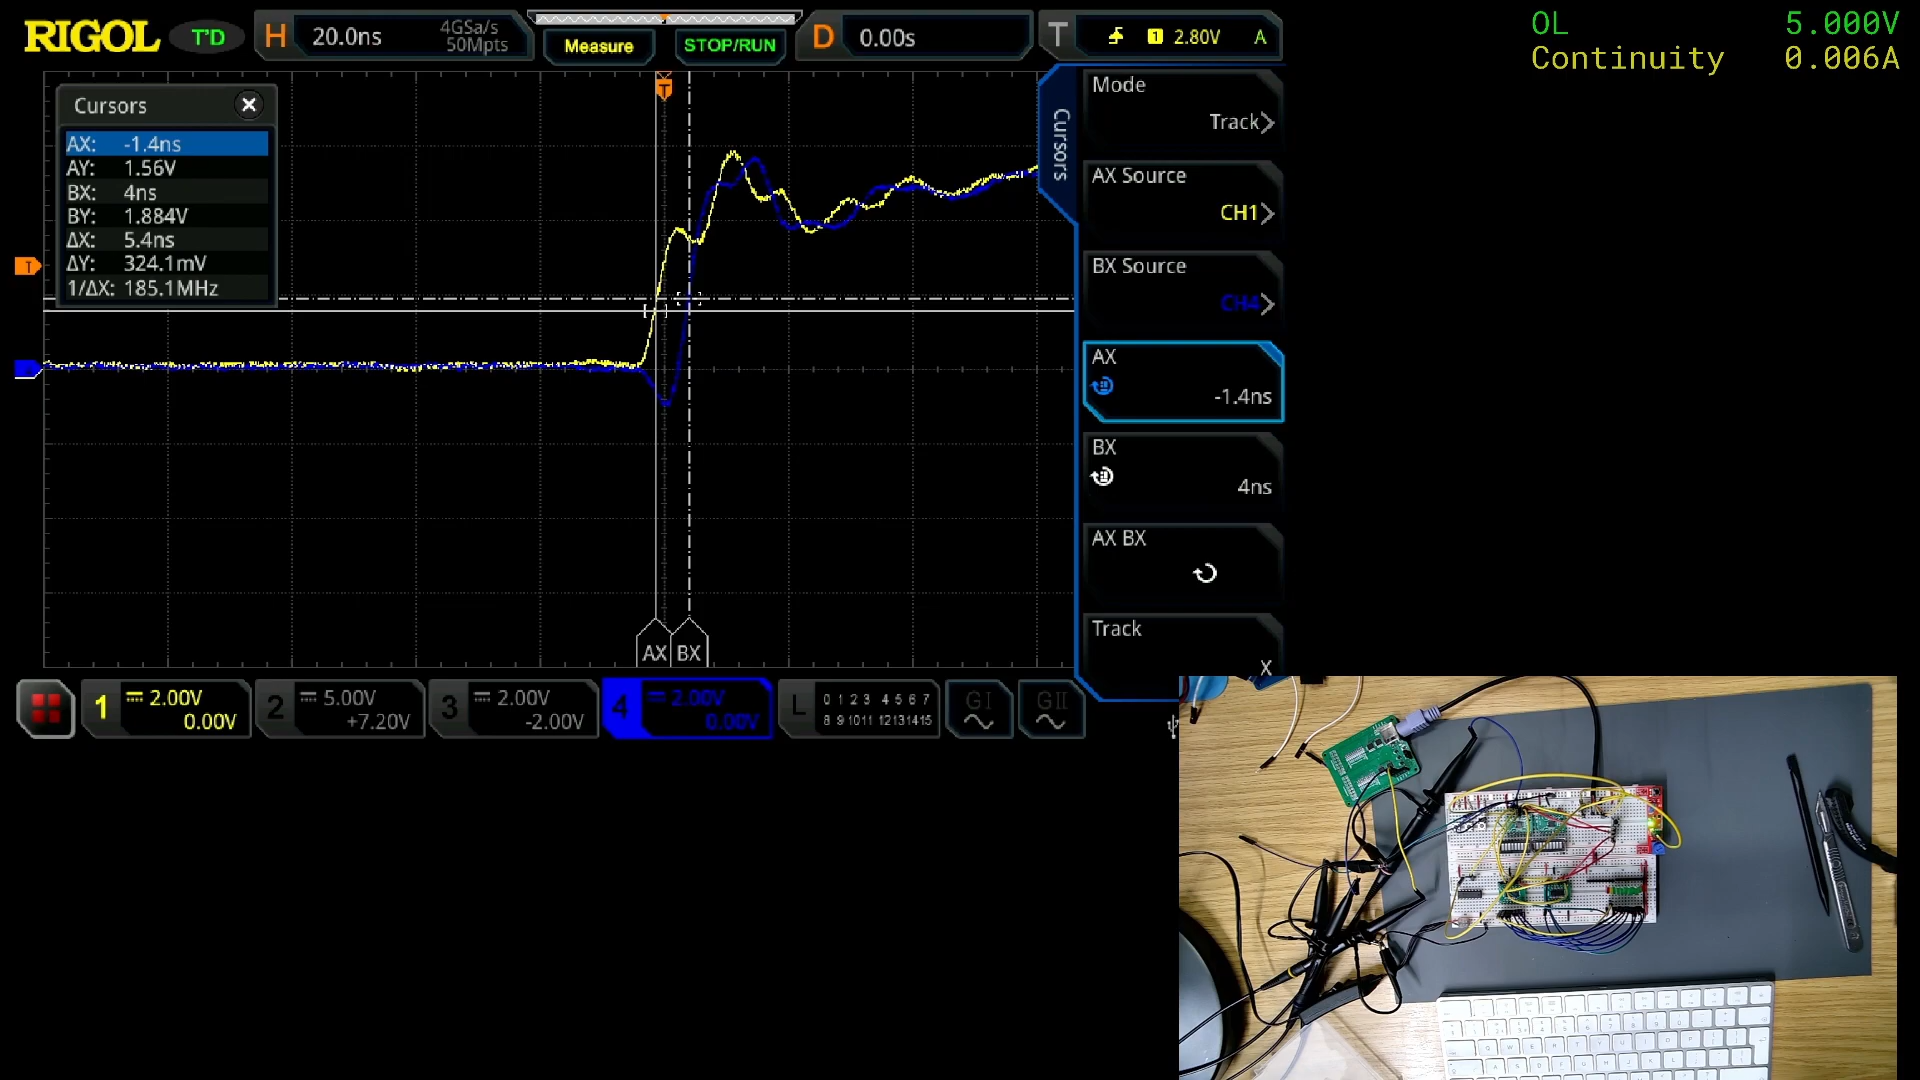 RIGOL T'D H 20.0ns 4GSa/s 50Mpts Measure STOP/RUN D 0.00s T 1 2.80V A
OL 5.000V
Continuity 0.006A
T
T
Cursors
AX: -1.4ns
AY: 1.56V
BX: 4ns
BY: 1.884V
ΔX: 5.4ns
ΔY: 324.1mV
1/ΔX: 185.1MHz
AX BX
Cursors
Mode
Track
AX Source
CH1
BX Source
CH4
AX
-1.4ns
BX
4ns
AX BX
Track
X
1 2.00V 0.00V
2 5.00V +7.20V
3 2.00V -2.00V
4 2.00V 0.00V
L 0 1 2 3 4 5 6 7
8 9 10 11 12 13 14 15
GI GII